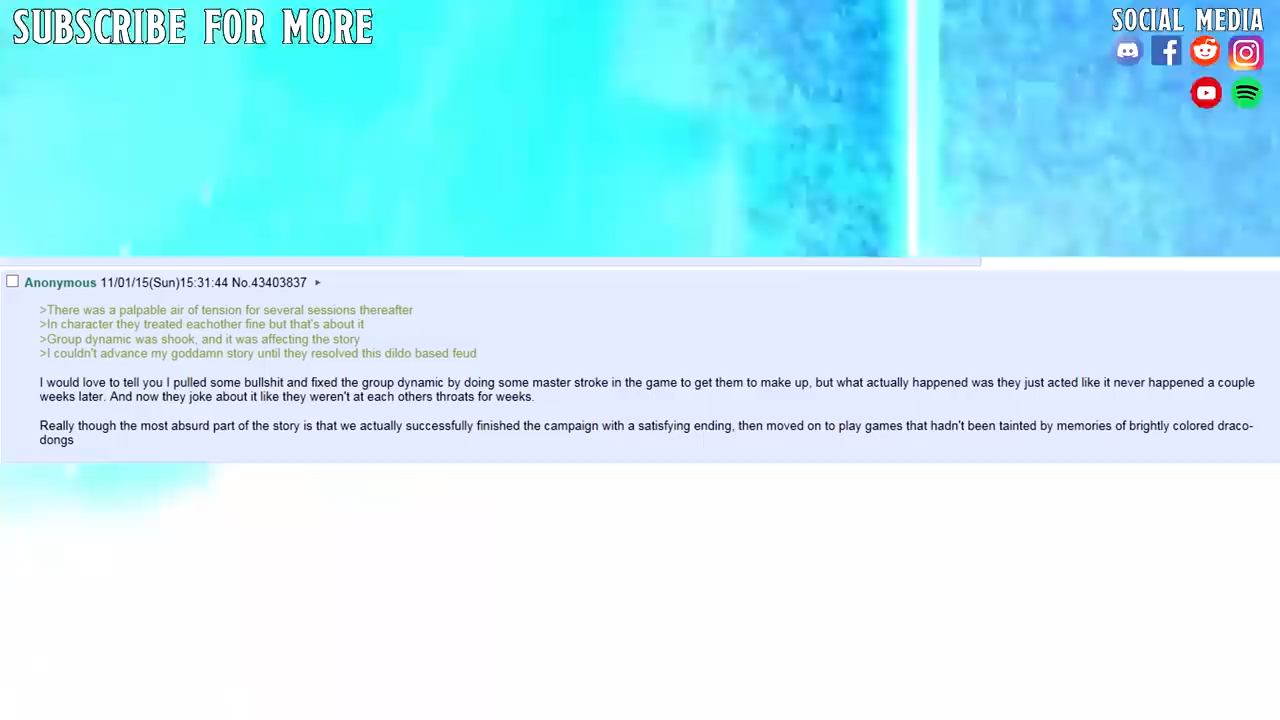 SUBSCRIBE FOR MORE
SOCIAL MEDIA
Anonymous 11/01/15(Sun)15:31:44 No.43403837
>There was a palpable air of tension for several sessions thereafter
>In character they treated eachother fine but that's about it
>Group dynamic was shook, and it was affecting the story
>I couldn't advance my goddamn story until they resolved this dildo based feud
I would love to tell you I pulled some bullshit and fixed the group dynamic by doing some master stroke in the game to get them to make up, but what actually happened was they just acted like it never happened a couple
weeks later. And now they joke about it like they weren't at each others throats for weeks.
Really though the most absurd part of the story is that we actually successfully finished the campaign with a satisfying ending, then moved on to play games that hadn't been tainted by memories of brightly colored draco-
dongs